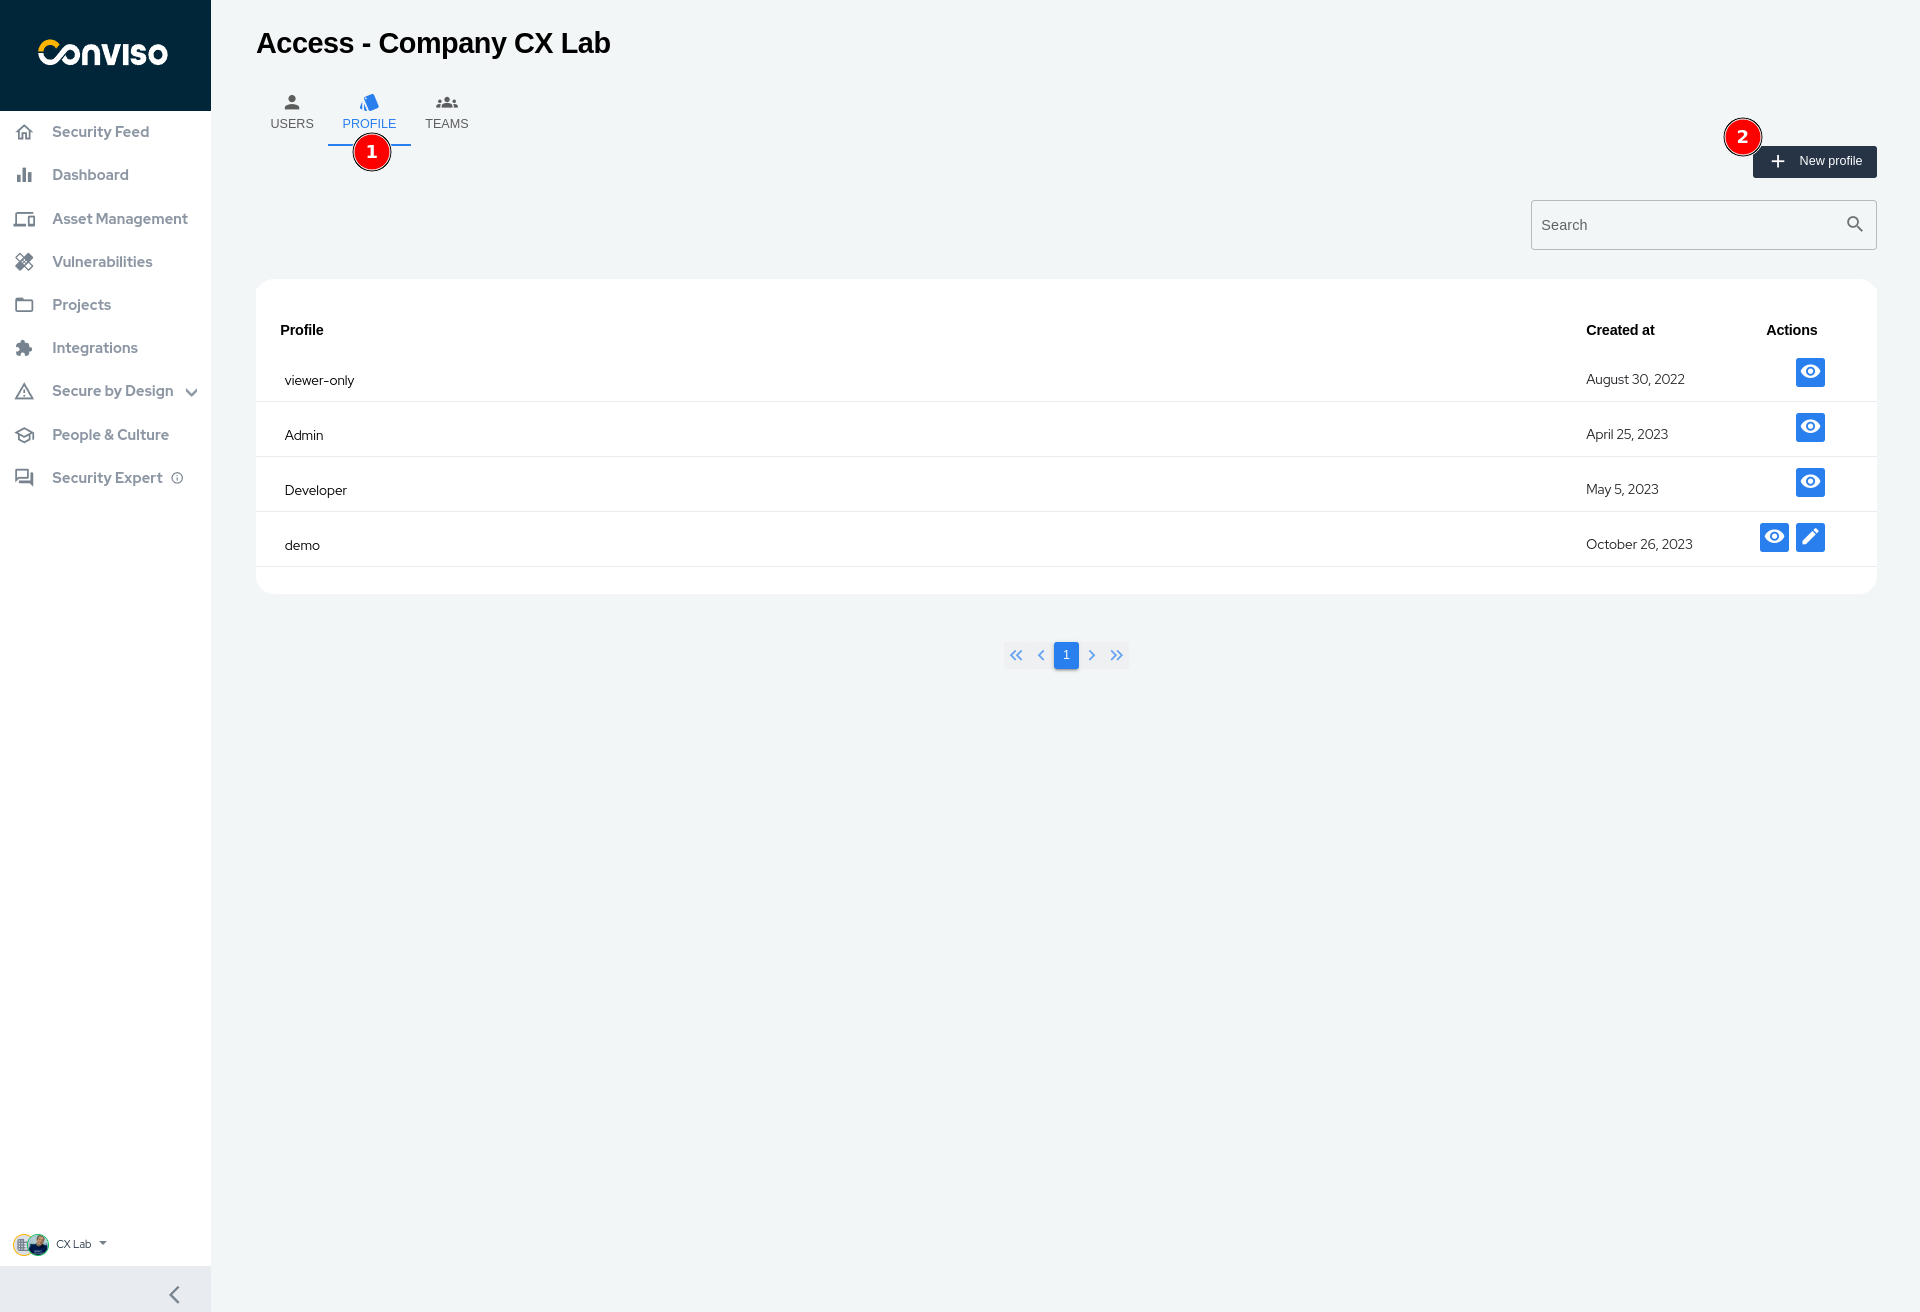 CONVISO
Access - Company CX Lab
USERS
PROFILE
TEAMS
1
2
New profile
Search
Security Feed
Dashboard
Asset Management
Vulnerabilities
Projects
Integrations
Secure by Design
People & Culture
Security Expert
Profile Created at Actions
viewer-only August 30, 2022
Admin April 25, 2023
Developer May 5, 2023
demo October 26, 2023
1
CX Lab